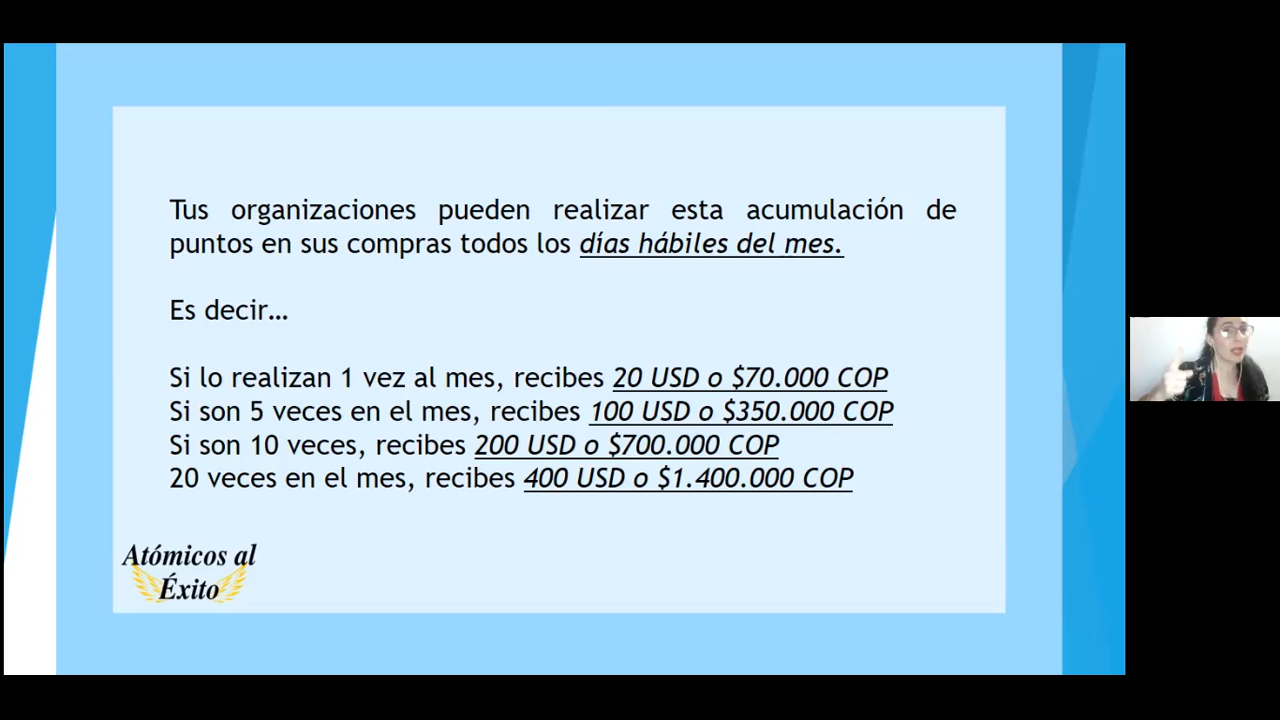 Tus organizaciones pueden realizar esta acumulación de
puntos en sus compras todos los días hábiles del mes.
Es decir…
Si lo realizan 1 vez al mes, recibes 20 USD o $70.000 COP
Si son 5 veces en el mes, recibes 100 USD o $350.000 COP
Si son 10 veces, recibes 200 USD o $700.000 COP
20 veces en el mes, recibes 400 USD o $1.400.000 COP
Atómicos al
Éxito